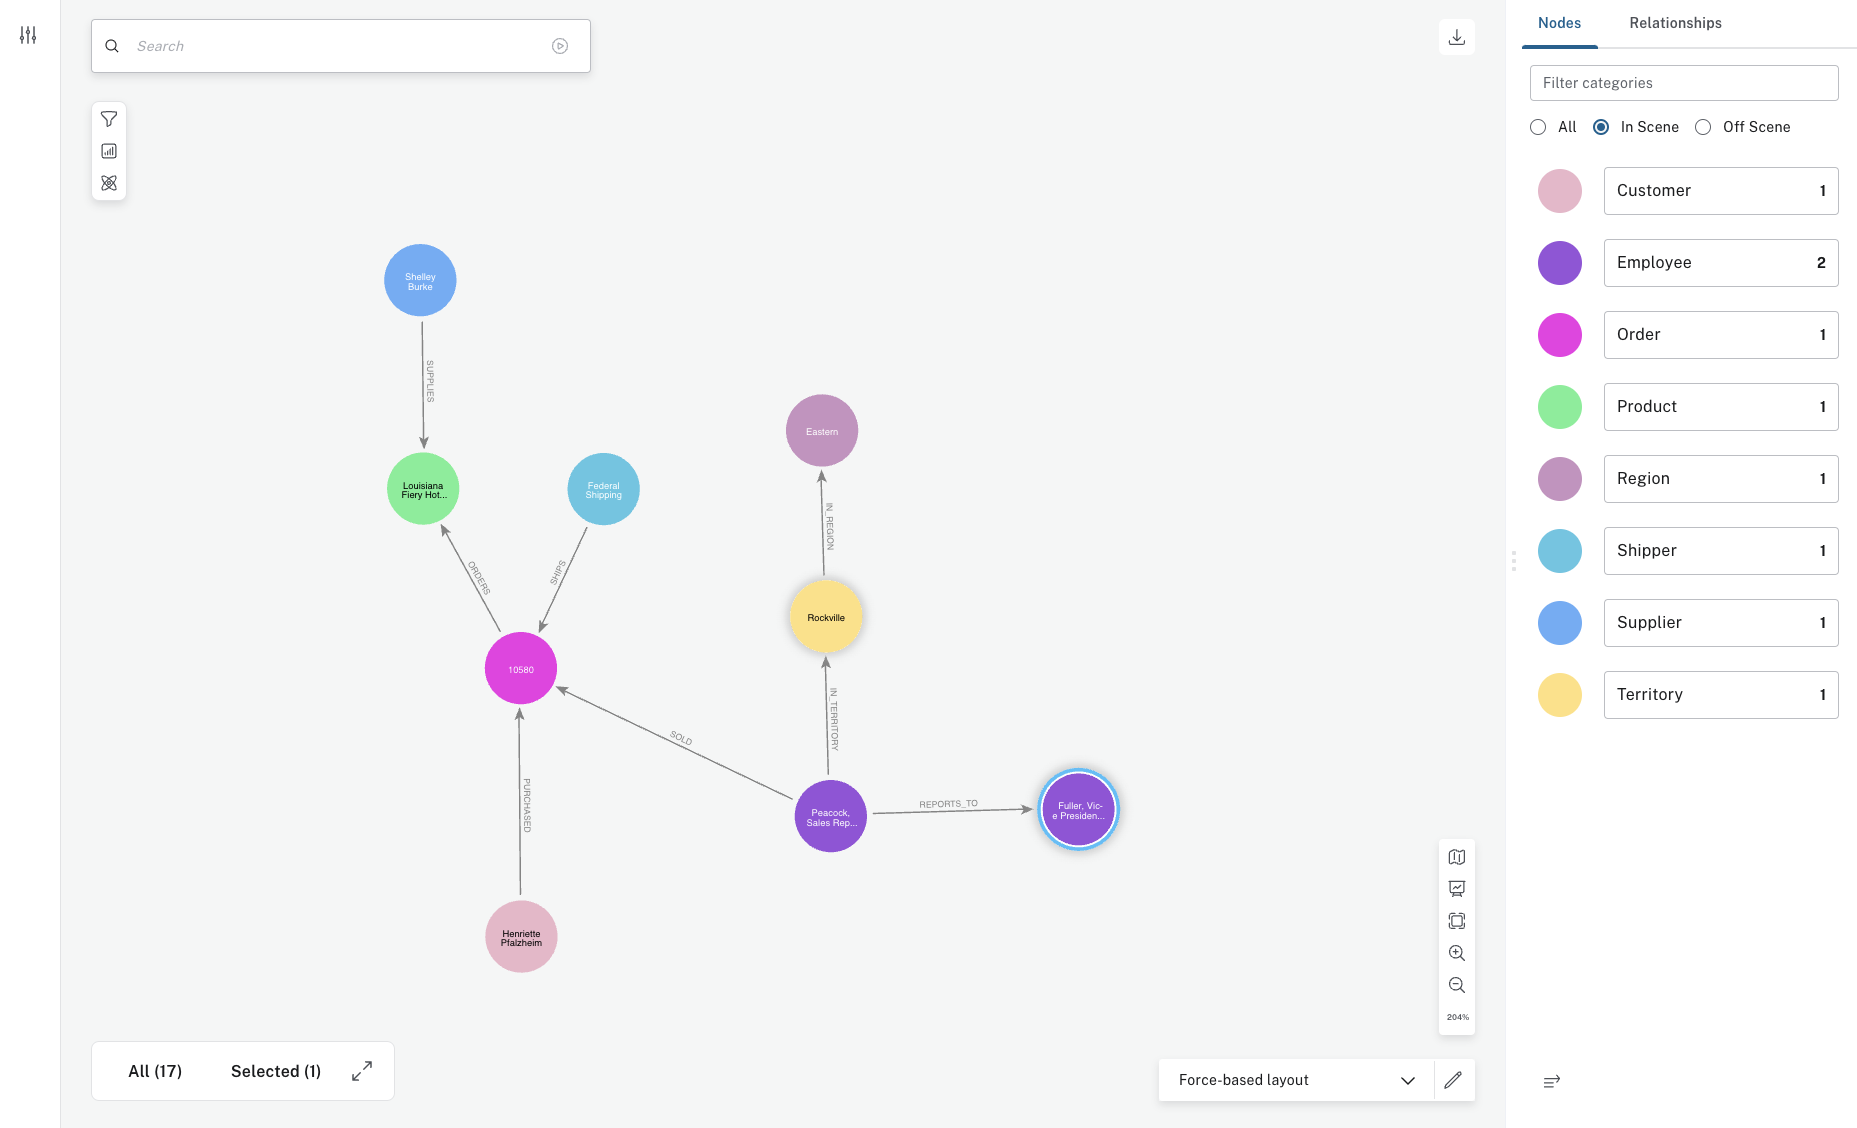 Search
Nodes
Relationships
Filter categories
All
In Scene
Off Scene
Customer 1
Employee 2
Order 1
Product 1
Region 1
Shipper 1
Supplier 1
Territory 1
Shelley
Burke
SUPPLIES
Louisiana
Fiery Hot...
Federal
Shipping
ORDERS
SHIPS
10580
PURCHASED
Henriette
Pfalzheim
SOLD
Eastern
IN_REGION
Rockville
IN_TERRITORY
Peacock,
Sales Rep...
REPORTS_TO
Fuller, Vic-
e Presiden...
204%
All (17)
Selected (1)
Force-based layout